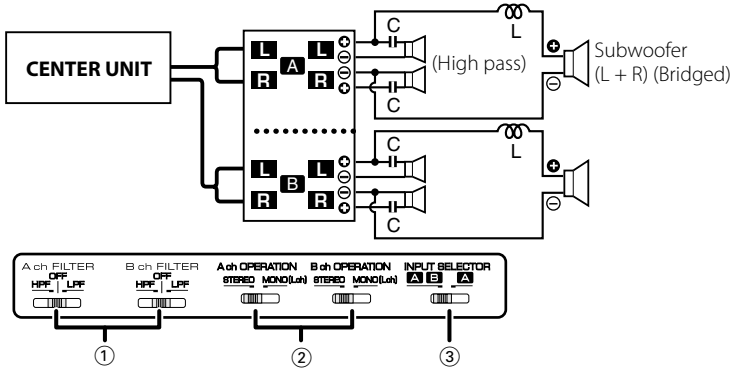 C
L
CENTER UNIT
L L ⊕
⊖
A
R R ⊖
⊕
(High pass)
C
⊕
⊖
Subwoofer
(L + R) (Bridged)
C
L
L L ⊕
⊖
B
R R ⊖
⊕
C
⊕
⊖
A ch FILTER
OFF
HPF LPF
B ch FILTER
OFF
HPF LPF
A ch OPERATION
STEREO MONO(Lch)
B ch OPERATION
STEREO MONO(Lch)
INPUT SELECTOR
A B A
① ② ③